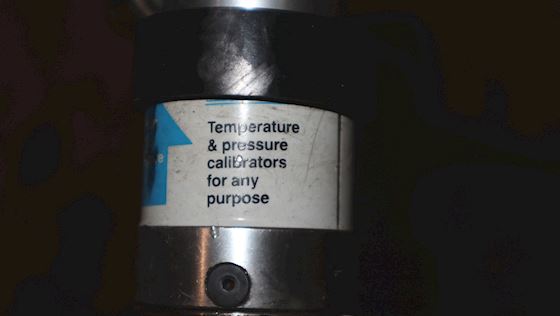 Temperature
& pressure
calibrators
for any
purpose